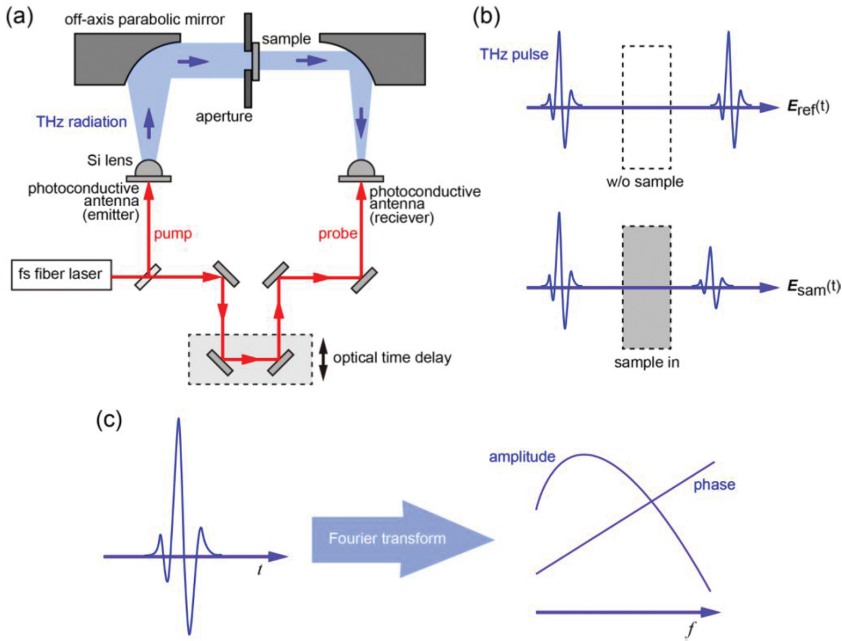 (a)
off-axis parabolic mirror
sample
aperture
THz radiation
Si lens
photoconductive
antenna
(emitter)
photoconductive
antenna
(reciever)
pump
probe
fs fiber laser
optical time delay
(b)
THz pulse
E_ref(t)
w/o sample
E_sam(t)
sample in
(c)
t
Fourier transform
amplitude
phase
f